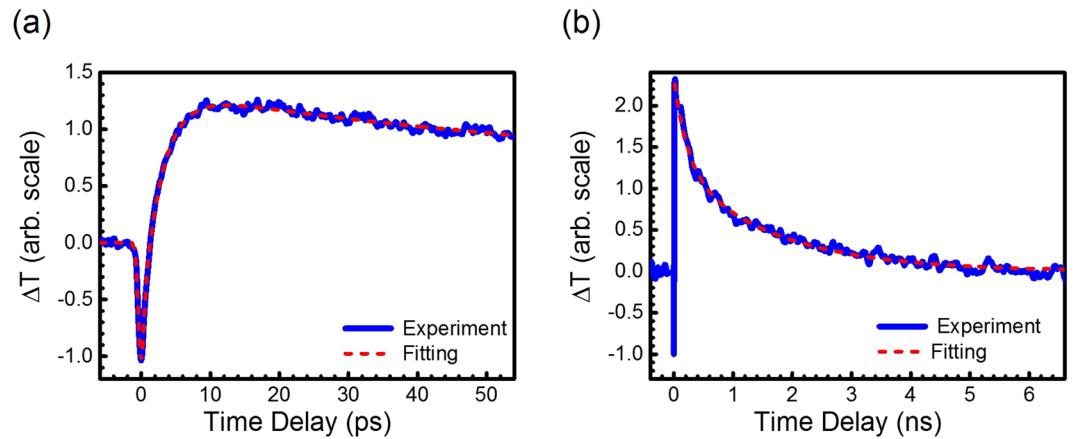 (a)
(b)
1.5
1.0
0.5
0.0
-0.5
-1.0
ΔT (arb. scale)
Experiment
Fitting
0 10 20 30 40 50
Time Delay (ps)
2.0
1.5
1.0
0.5
0.0
-0.5
-1.0
ΔT (arb. scale)
Experiment
Fitting
0 1 2 3 4 5 6
Time Delay (ns)